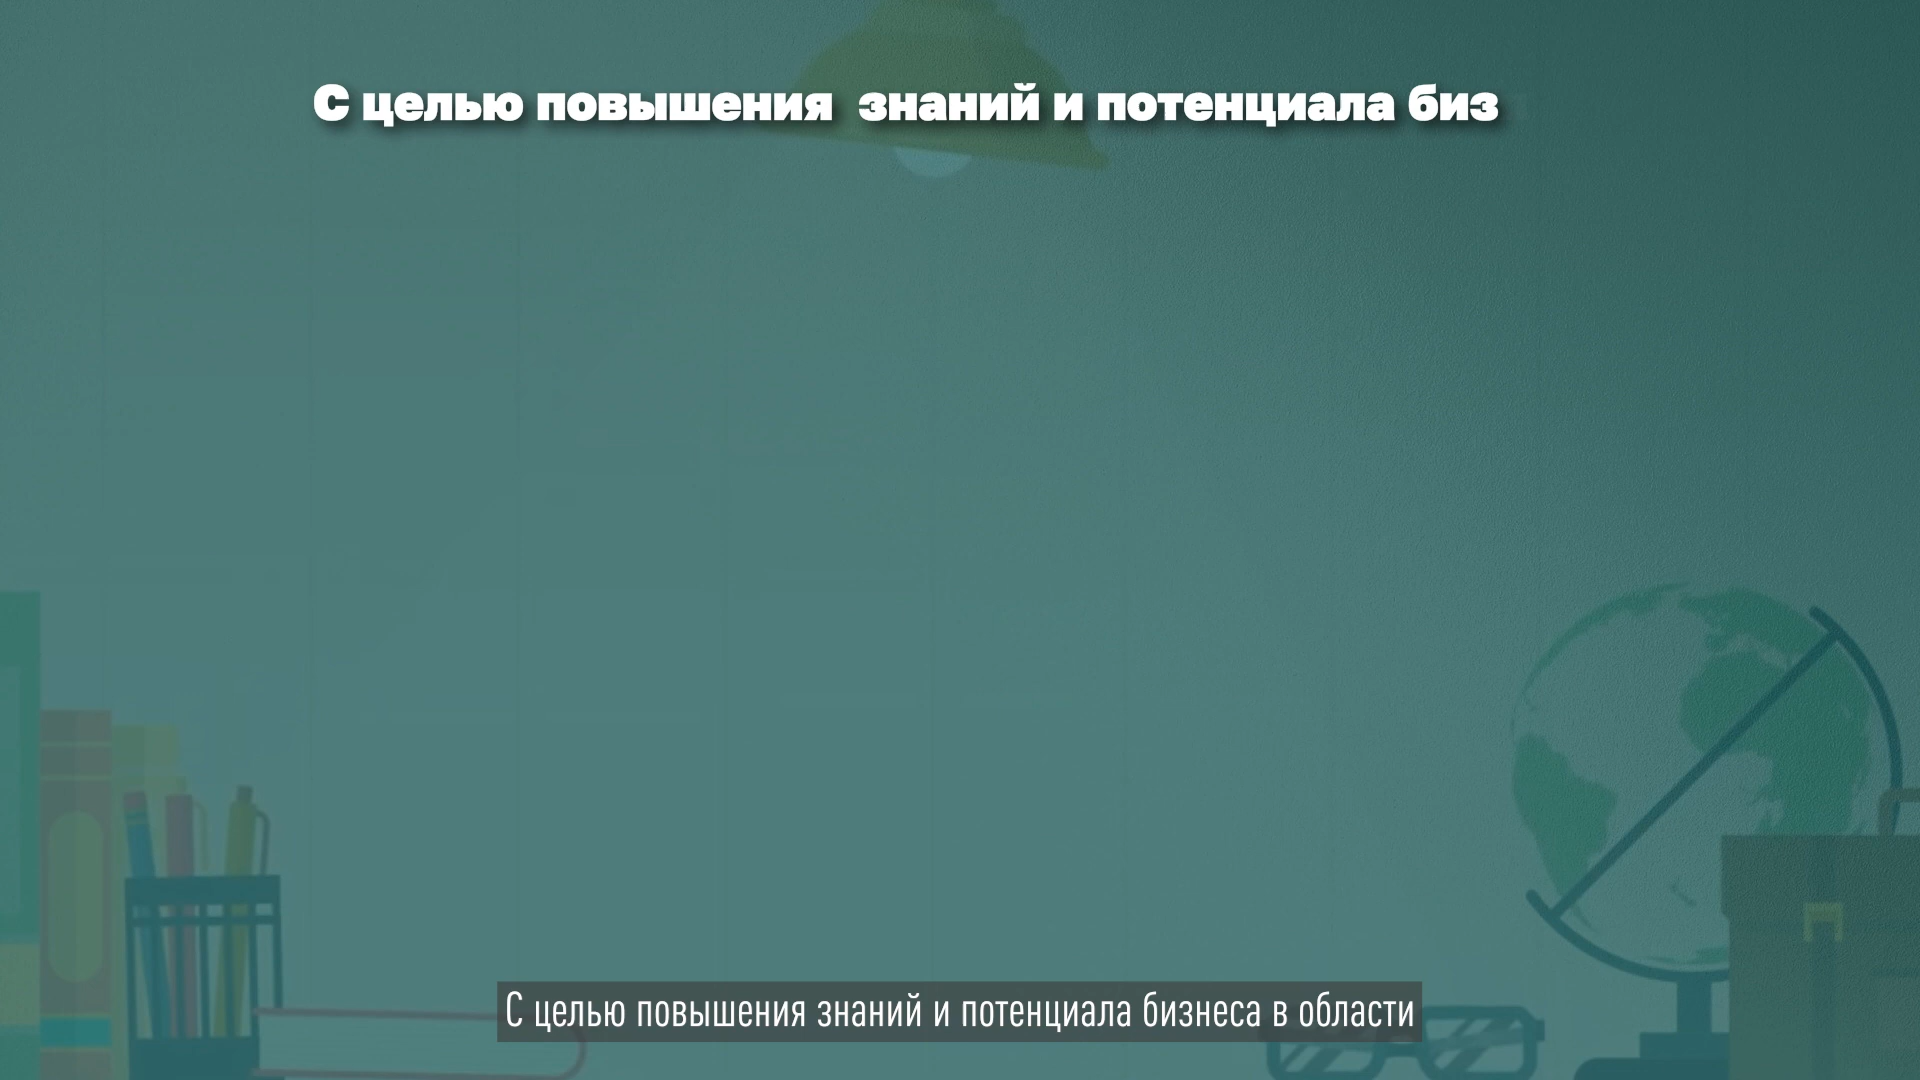 С целью повышения знаний и потенциала биз
С целью повышения знаний и потенциала бизнеса в области